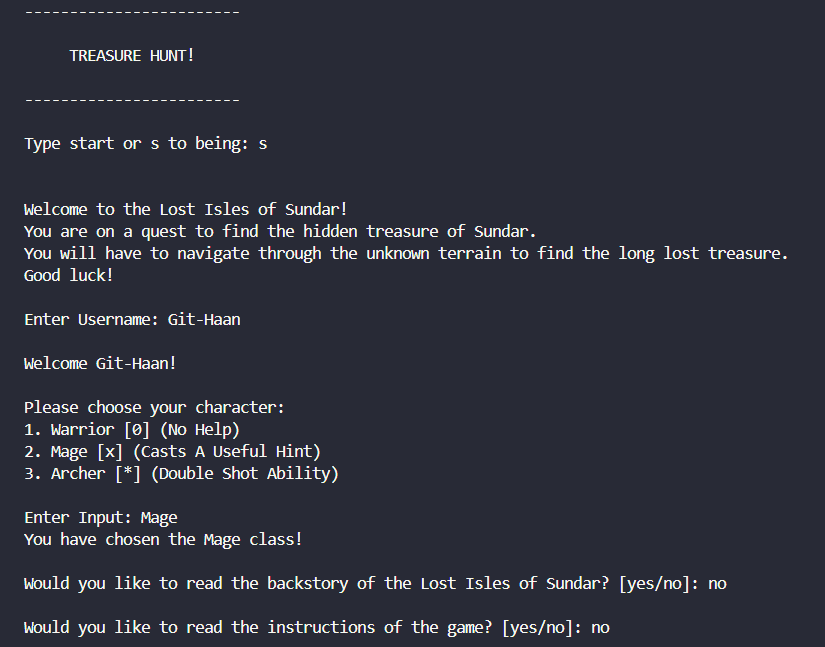 ------------------------
TREASURE HUNT!
------------------------
Type start or s to being: s
Welcome to the Lost Isles of Sundar!
You are on a quest to find the hidden treasure of Sundar.
You will have to navigate through the unknown terrain to find the long lost treasure.
Good luck!
Enter Username: Git-Haan
Welcome Git-Haan!
Please choose your character:
1. Warrior [0] (No Help)
2. Mage [x] (Casts A Useful Hint)
3. Archer [*] (Double Shot Ability)
Enter Input: Mage
You have chosen the Mage class!
Would you like to read the backstory of the Lost Isles of Sundar? [yes/no]: no
Would you like to read the instructions of the game? [yes/no]: no